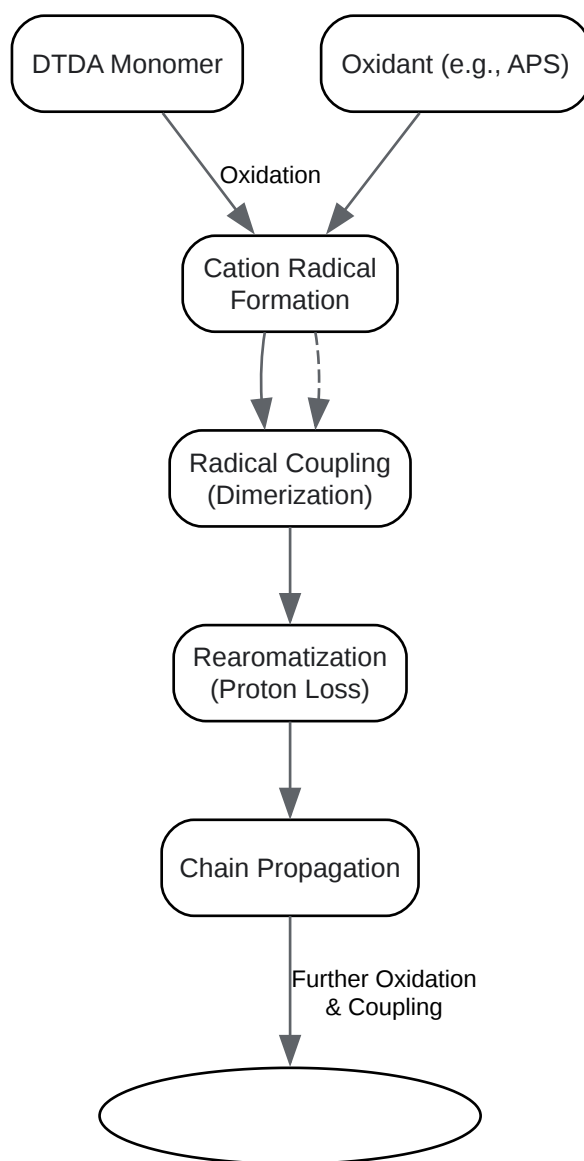 DTDA Monomer
Oxidant (e.g., APS)
Oxidation
Cation Radical
Formation
Radical Coupling
(Dimerization)
Rearomatization
(Proton Loss)
Chain Propagation
Further Oxidation
& Coupling